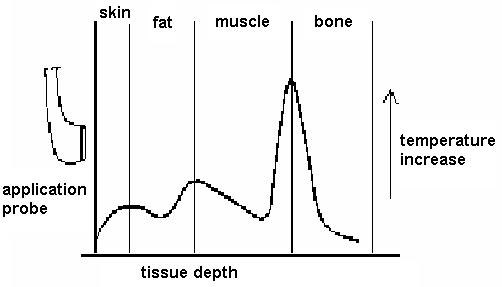 skin
fat
muscle
bone
application
probe
temperature
increase
tissue depth